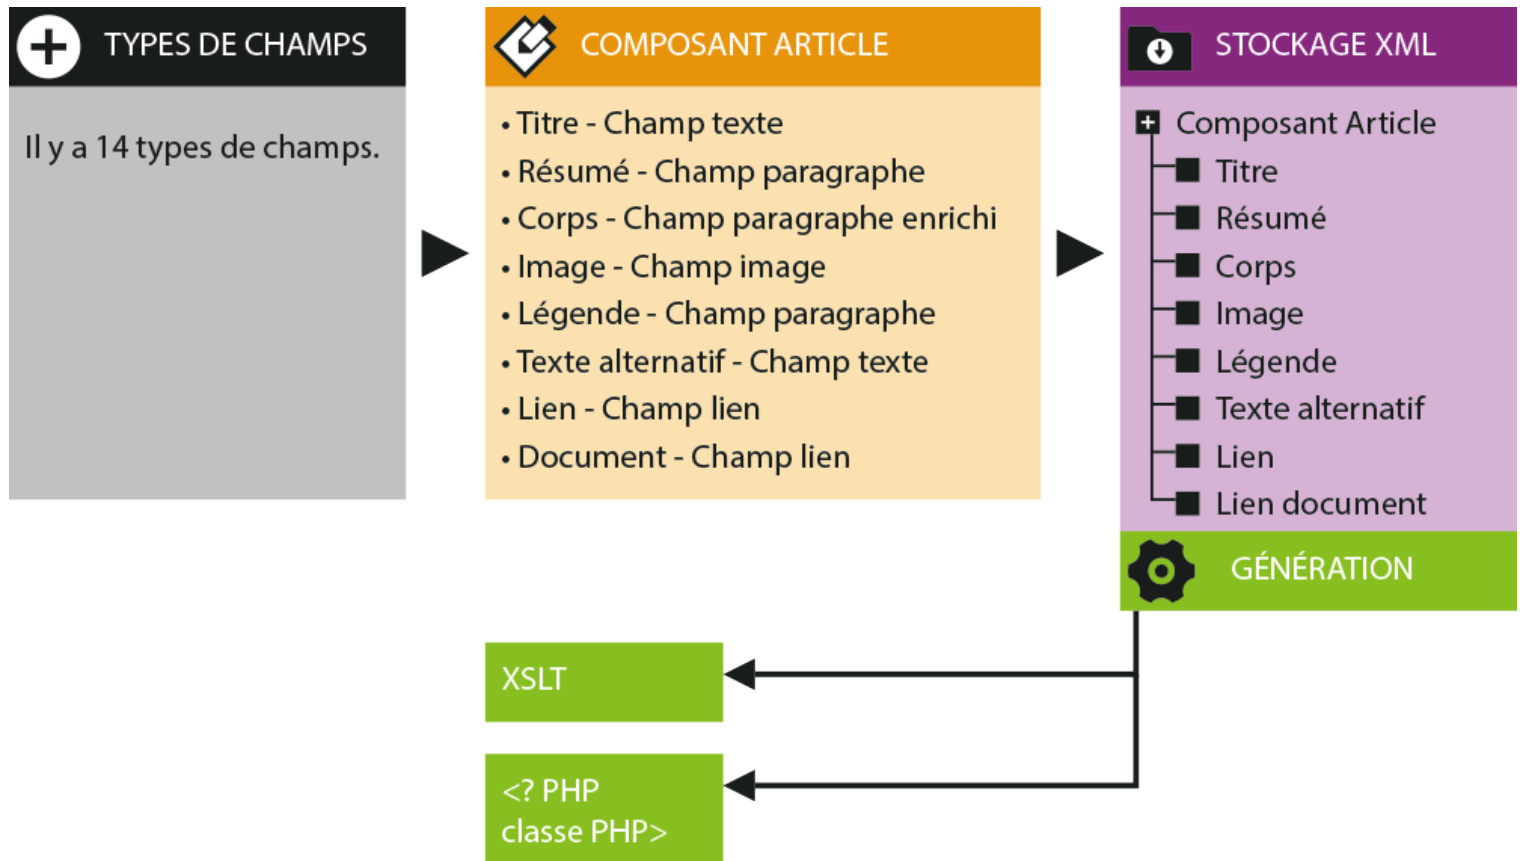 TYPES DE CHAMPS
Il y a 14 types de champs.
COMPOSANT ARTICLE
• Titre - Champ texte
• Résumé - Champ paragraphe
• Corps - Champ paragraphe enrichi
• Image - Champ image
• Légende - Champ paragraphe
• Texte alternatif - Champ texte
• Lien - Champ lien
• Document - Champ lien
STOCKAGE XML
Composant Article
Titre
Résumé
Corps
Image
Légende
Texte alternatif
Lien
Lien document
GÉNÉRATION
XSLT
<? PHP
classe PHP>